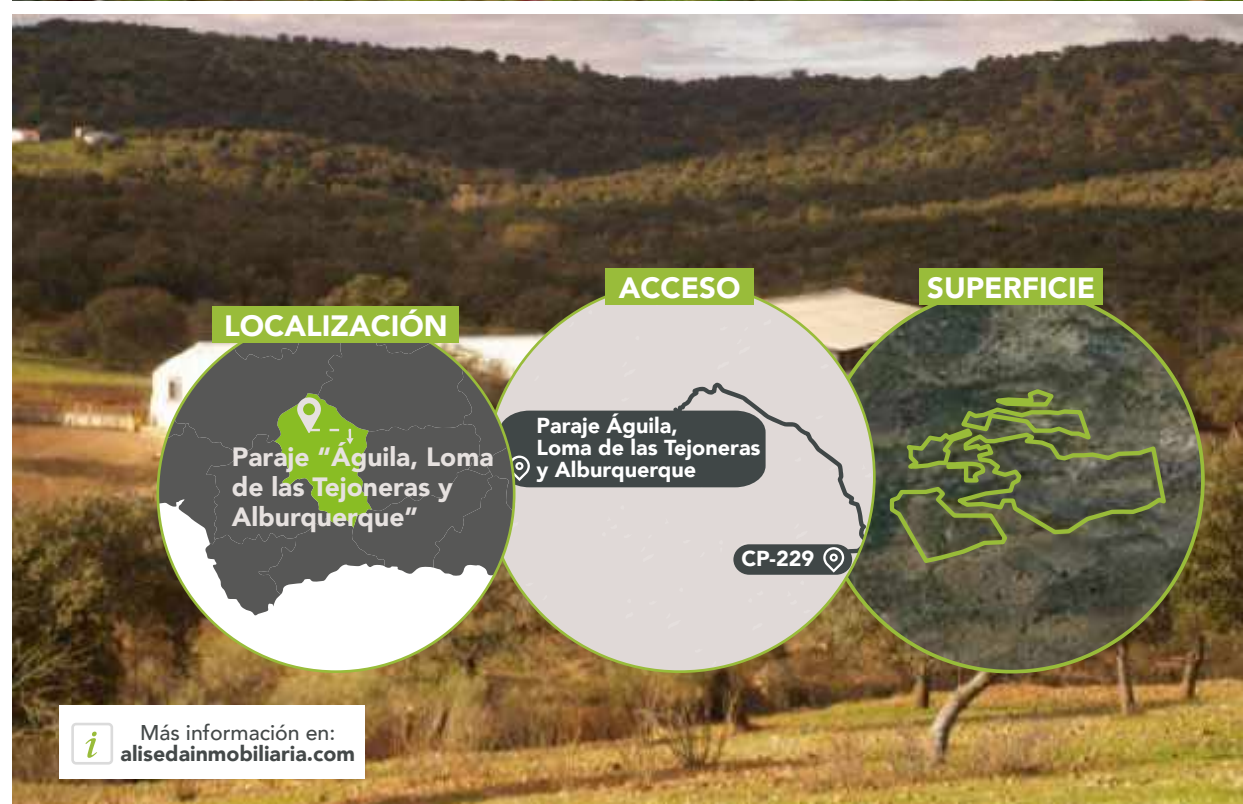 LOCALIZACIÓN
Paraje “Águila, Loma
de las Tejoneras y
Alburquerque”
ACCESO
Paraje Águila,
Loma de las Tejoneras
y Alburquerque
CP-229
SUPERFICIE
i
Más información en:
alisedainmobiliaria.com